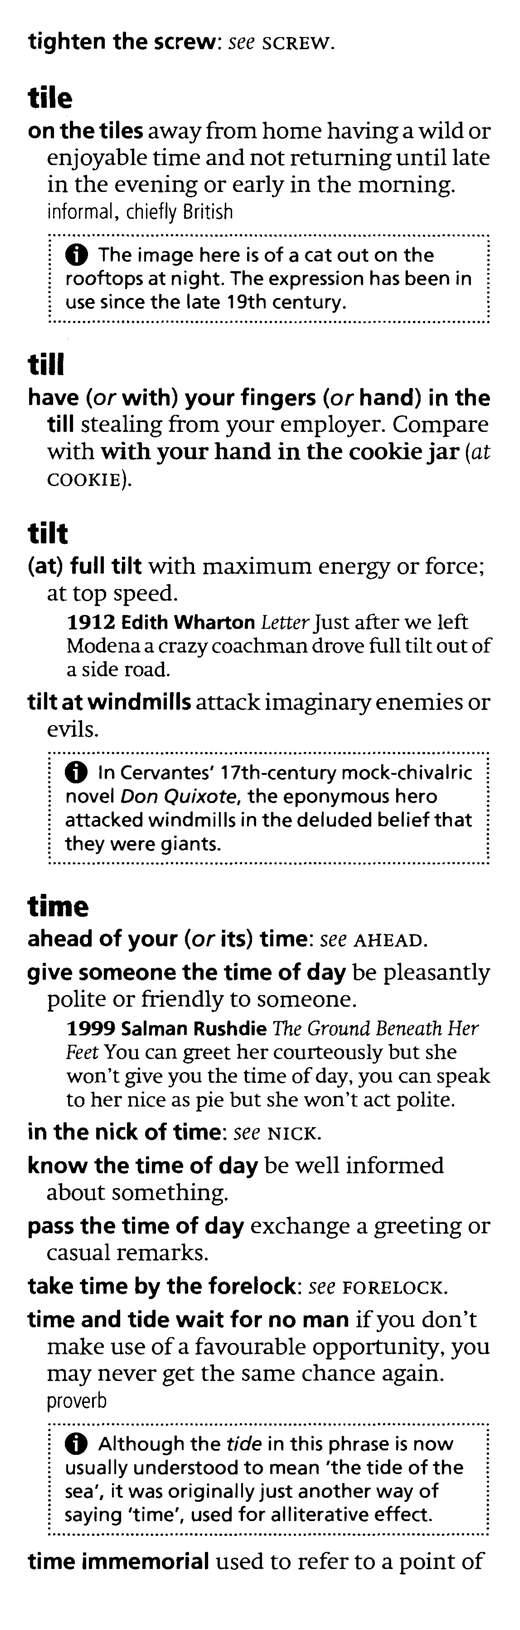 tighten the screw: see SCREW.
tile
on the tiles away from home having a wild or
enjoyable time and not returning until late
in the evening or early in the morning.
informal, chiefly British
The image here is of a cat out on the
rooftops at night. The expression has been in
use since the late 19th century.
till
have (or with) your fingers (or hand) in the
till stealing from your employer. Compare
with with your hand in the cookie jar (at
COOKIE).
tilt
(at) full tilt with maximum energy or force;
at top speed.
1912 Edith Wharton Letter Just after we left
Modena a crazy coachman drove full tilt out of
a side road.
tilt at windmills attack imaginary enemies or
evils.
In Cervantes' 17th-century mock-chivalric
novel Don Quixote, the eponymous hero
attacked windmills in the deluded belief that
they were giants.
time
ahead of your (or its) time: see AHEAD.
give someone the time of day be pleasantly
polite or friendly to someone.
1999 Salman Rushdie The Ground Beneath Her
Feet You can greet her courteously but she
won't give you the time of day, you can speak
to her nice as pie but she won't act polite.
in the nick of time: see NICK.
know the time of day be well informed
about something.
pass the time of day exchange a greeting or
casual remarks.
take time by the forelock: see FORELOCK.
time and tide wait for no man if you don't
make use of a favourable opportunity, you
may never get the same chance again.
proverb
Although the tide in this phrase is now
usually understood to mean 'the tide of the
sea', it was originally just another way of
saying 'time', used for alliterative effect.
time immemorial used to refer to a point of